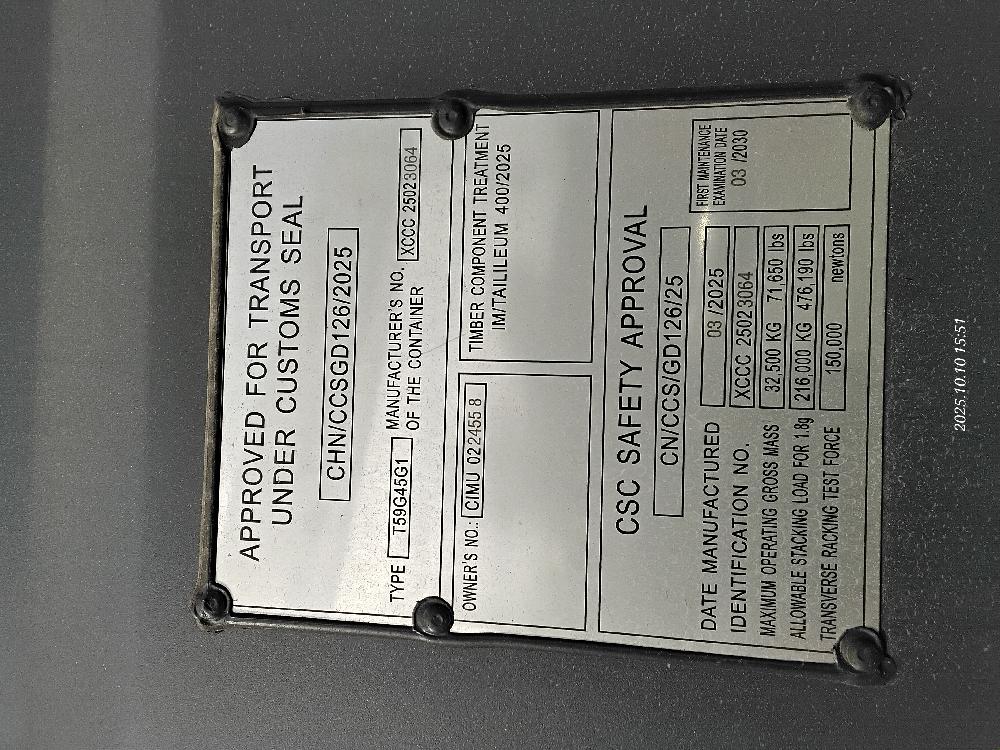 APPROVED FOR TRANSPORT
UNDER CUSTOMS SEAL
CHN/CCSGD126/2025
TYPE T59G45G1 MANUFACTURER'S NO. XCCC 25023064
OF THE CONTAINER
OWNER'S NO.: CIMU 022455 8
TIMBER COMPONENT TREATMENT
IM/TAILILEUM 400/2025
CSC SAFETY APPROVAL
CN/CCS/GD126/25
DATE MANUFACTURED 03 /2025
IDENTIFICATION NO. XCCC 25023064
MAXIMUM OPERATING GROSS MASS 32,500 KG 71,650 lbs
ALLOWABLE STACKING LOAD FOR 1.8g 216,000 KG 476,190 lbs
TRANSVERSE RACKING TEST FORCE 150,000 newtons
FIRST MAINTENANCE
EXAMINATION DATE
03 /2030
2025.10.10 15:51